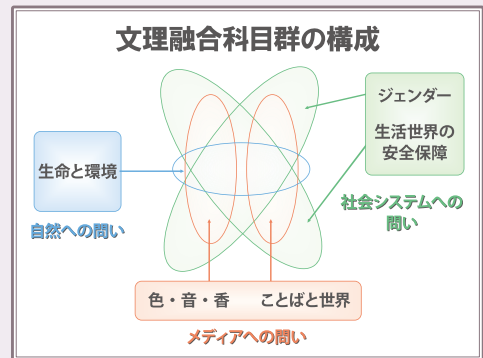 文理融合科目群の構成
ジェンダー
生活世界の
安全保障
社会システムへの
問い
生命と環境
自然への問い
色・音・香
ことばと世界
メディアへの問い